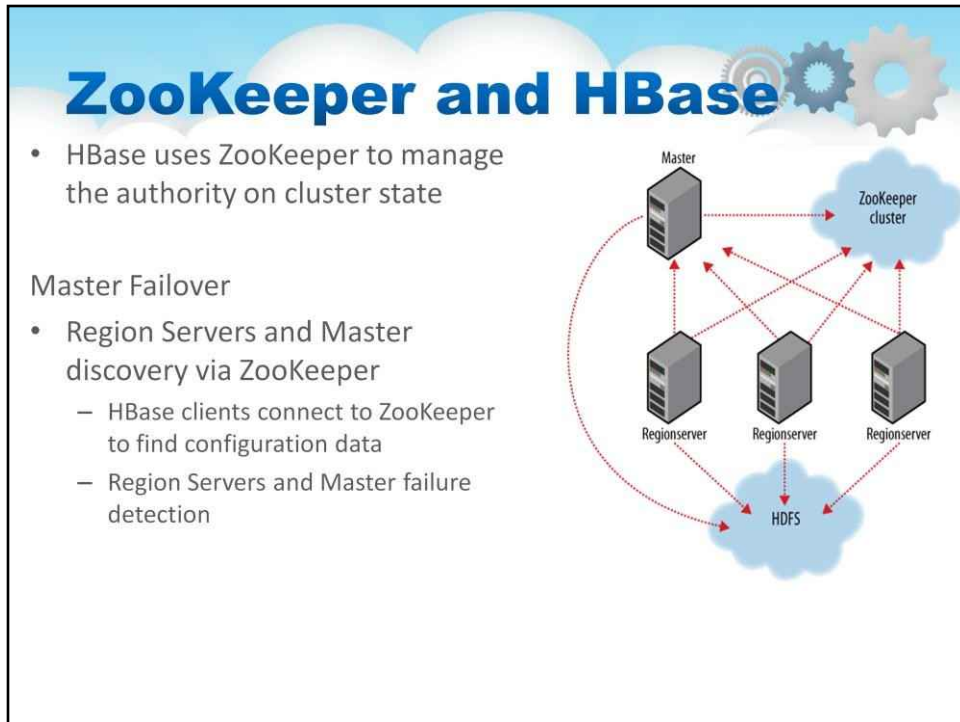 ZooKeeper and HBase
• HBase uses ZooKeeper to manage
the authority on cluster state
Master Failover
• Region Servers and Master
discovery via ZooKeeper
– HBase clients connect to ZooKeeper
to find configuration data
– Region Servers and Master failure
detection
Master
ZooKeeper
cluster
Regionserver
Regionserver
Regionserver
HDFS